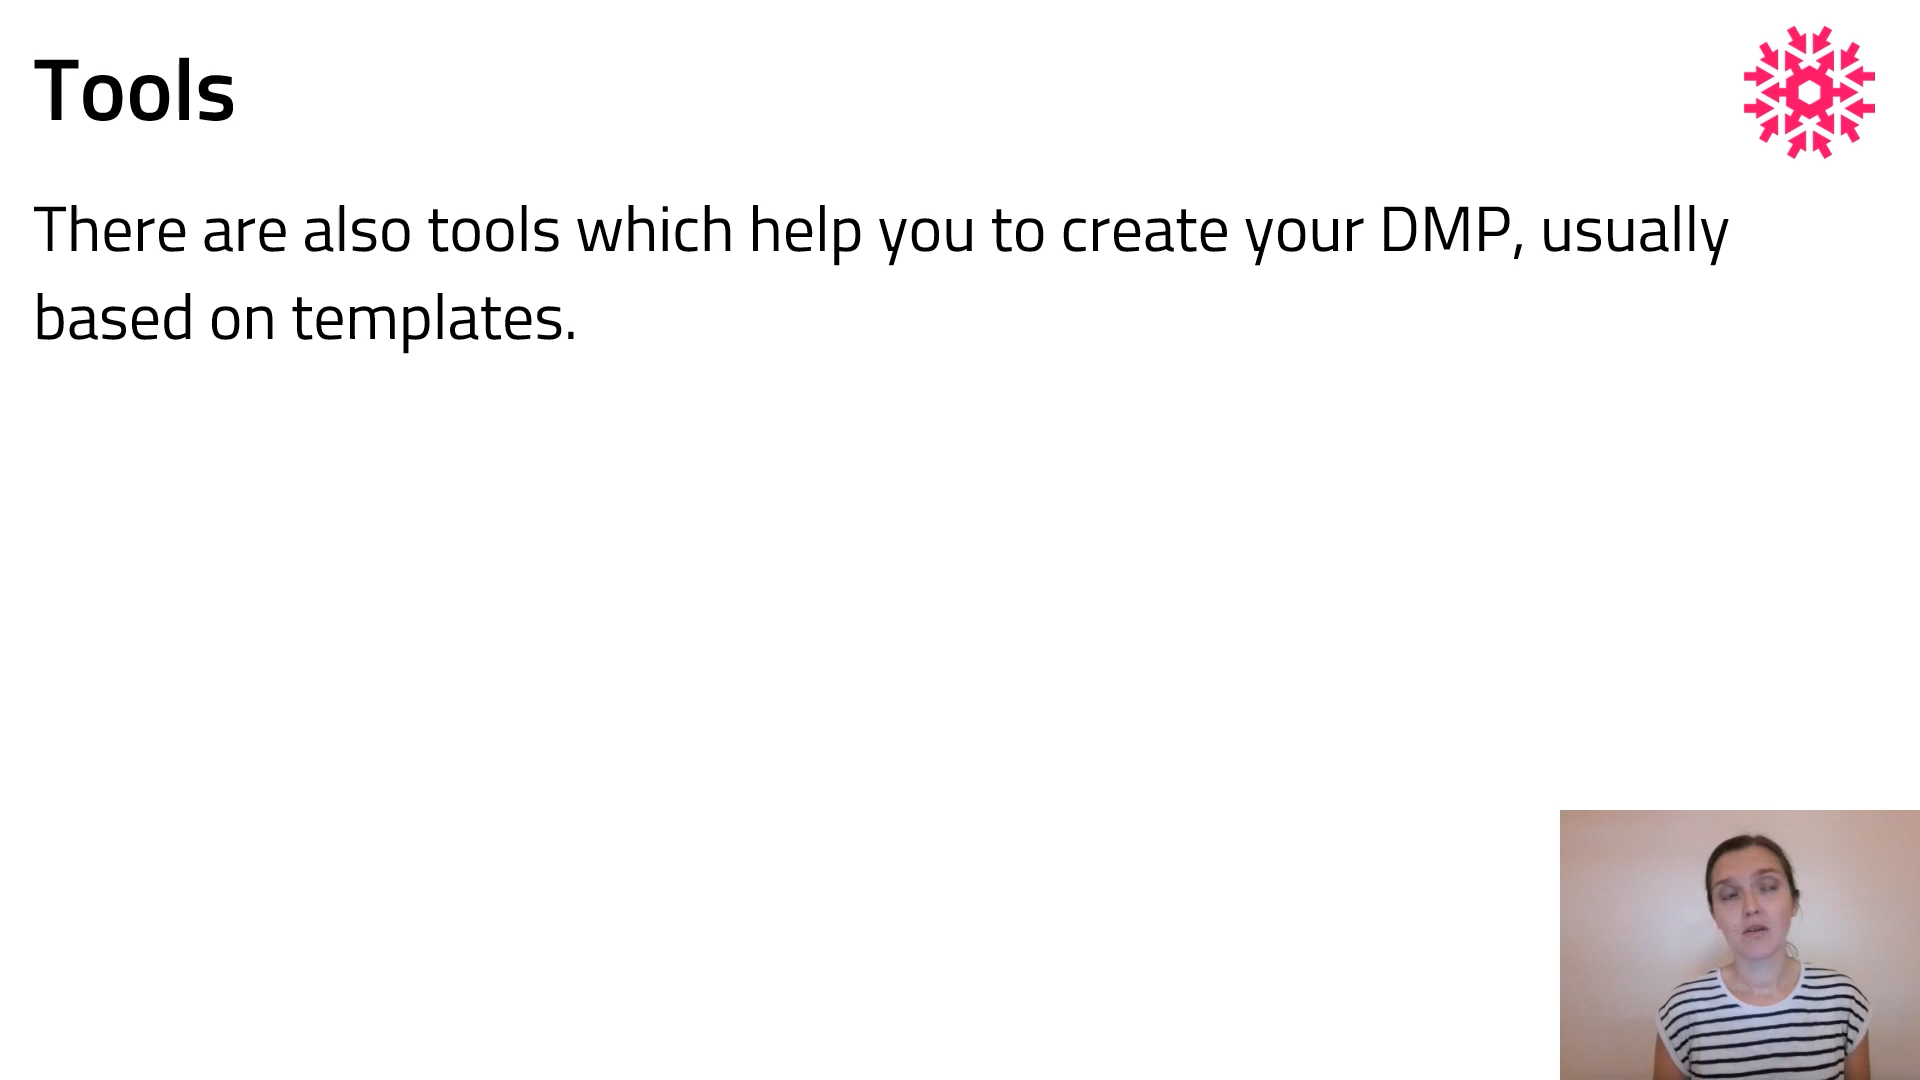 Tools
There are also tools which help you to create your DMP, usually
based on templates.